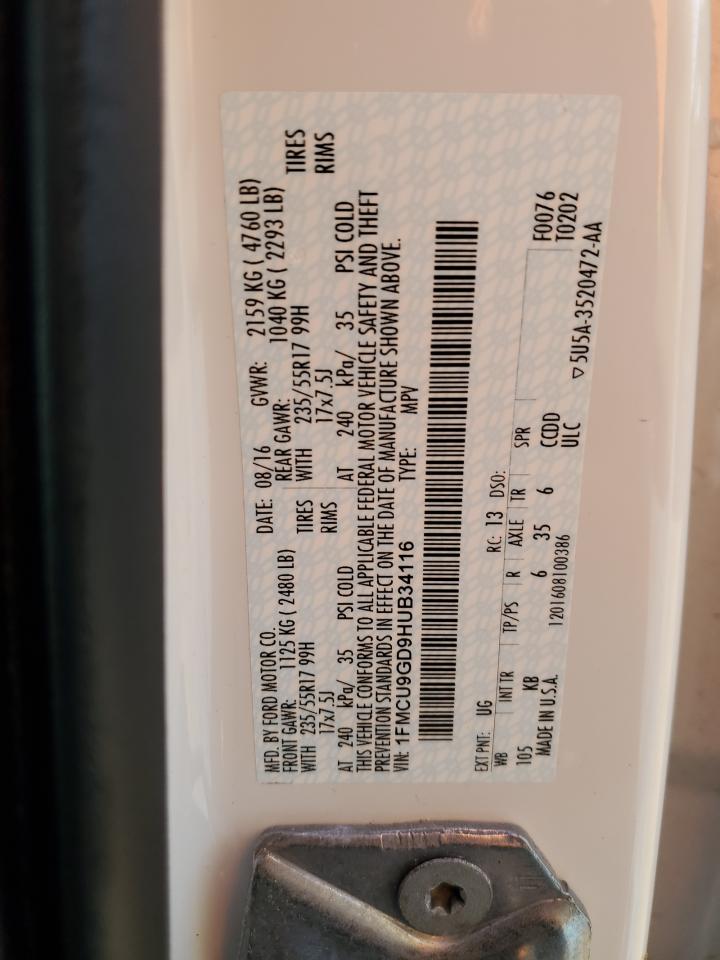 MFD. BY FORD MOTOR CO.
DATE: 08/16 GVWR: 2159 KG ( 4760 LB)
FRONT GAWR: 1125 KG ( 2480 LB) REAR GAWR: 1040 KG ( 2293 LB)
WITH 235/55R17 99H TIRES WITH 235/55R17 99H TIRES
17x7.5J RIMS 17x7.5J RIMS
AT 240 kPa/ 35 PSI COLD AT 240 kPa/ 35 PSI COLD
THIS VEHICLE CONFORMS TO ALL APPLICABLE FEDERAL MOTOR VEHICLE SAFETY AND THEFT
PREVENTION STANDARDS IN EFFECT ON THE DATE OF MANUFACTURE SHOWN ABOVE.
VIN: 1FMCU9GD9HUB34116 TYPE: MPV
EXT PNT: UG RC: 13 DSO:
WB INT TR TP/PS R AXLE TR SPR F0076
105 KB 6 35 6 CCDD T0202
MADE IN U.S.A. 1201608100386 ULC
▽5U5A-3520472-AA